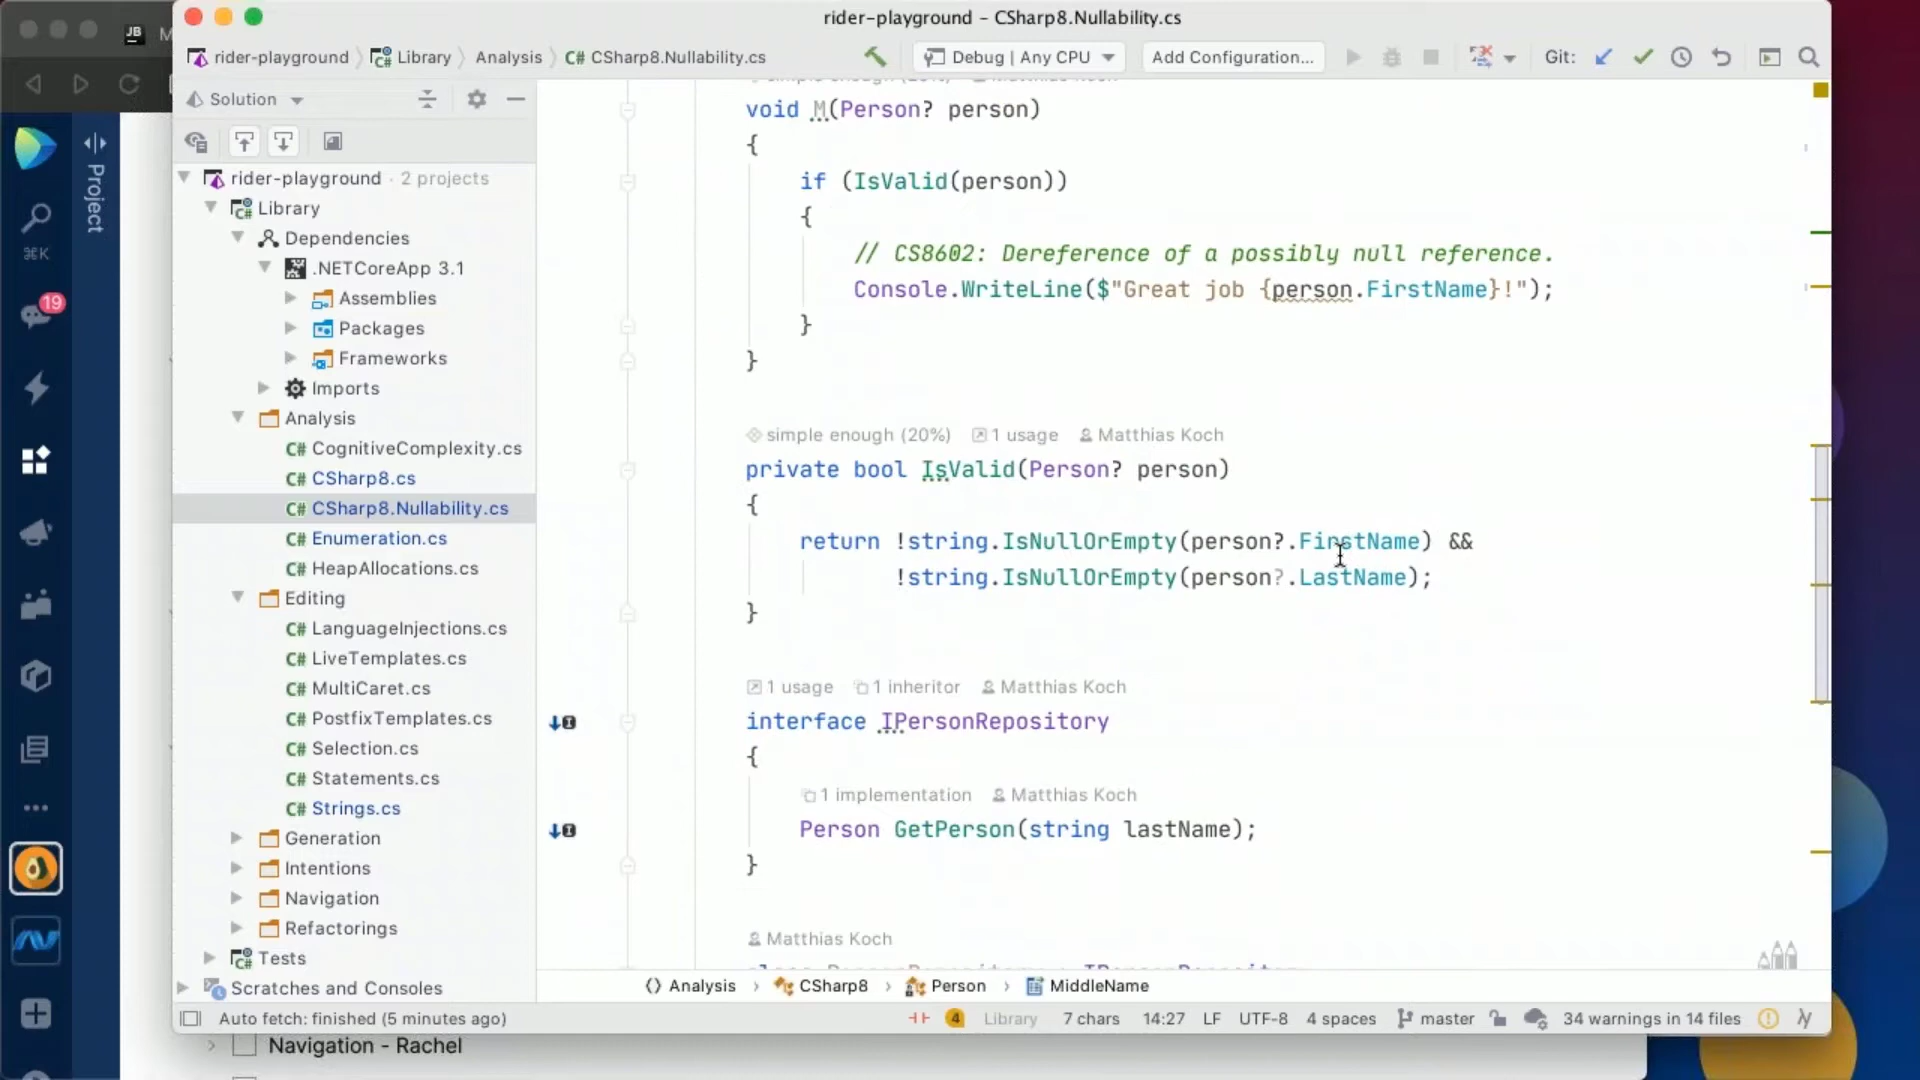 rider-playground – CSharp8.Nullability.cs
JB M
rider-playground Library Analysis C# CSharp8.Nullability.cs Debug | Any CPU Add Configuration... Git:
Solution
Project
⌘K
19
rider-playground · 2 projects
Library
Dependencies
.NETCoreApp 3.1
Assemblies
Packages
Frameworks
Imports
Analysis
C# CognitiveComplexity.cs
C# CSharp8.cs
C# CSharp8.Nullability.cs
C# Enumeration.cs
C# HeapAllocations.cs
Editing
C# LanguageInjections.cs
C# LiveTemplates.cs
C# MultiCaret.cs
C# PostfixTemplates.cs
C# Selection.cs
C# Statements.cs
C# Strings.cs
Generation
Intentions
Navigation
Refactorings
Tests
Scratches and Consoles
void M(Person? person)
{
if (IsValid(person))
{
// CS8602: Dereference of a possibly null reference.
Console.WriteLine($"Great job {person.FirstName}!");
}
}
simple enough (20%) 1 usage Matthias Koch
private bool IsValid(Person? person)
{
return !string.IsNullOrEmpty(person?.FirstName) &&
!string.IsNullOrEmpty(person?.LastName);
}
1 usage 1 inheritor Matthias Koch
interface IPersonRepository
{
1 implementation Matthias Koch
Person GetPerson(string lastName);
}
Matthias Koch
Analysis › CSharp8 › Person › MiddleName
Auto fetch: finished (5 minutes ago) 4 Library 7 chars 14:27 LF UTF-8 4 spaces master 34 warnings in 14 files
Navigation - Rachel